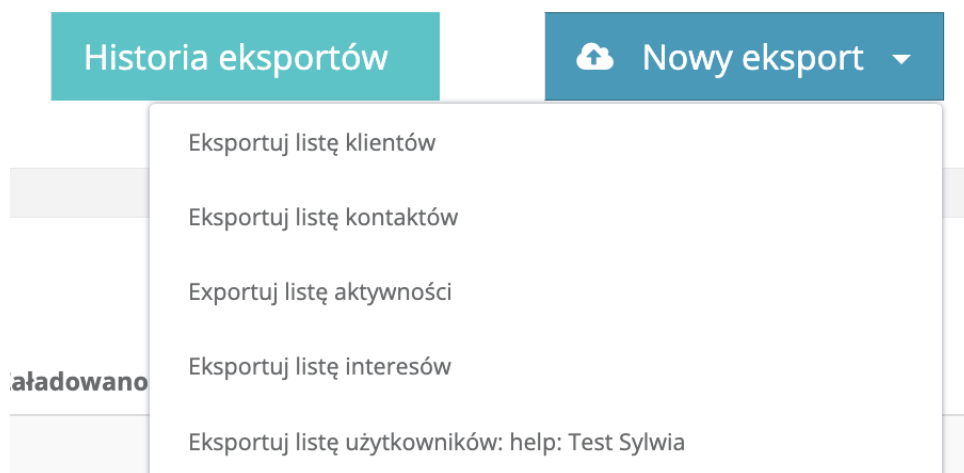 Historia eksportów
Nowy eksport
Eksportuj listę klientów
Eksportuj listę kontaktów
Exportuj listę aktywności
Eksportuj listę interesów
aładowano
Eksportuj listę użytkowników: help: Test Sylwia